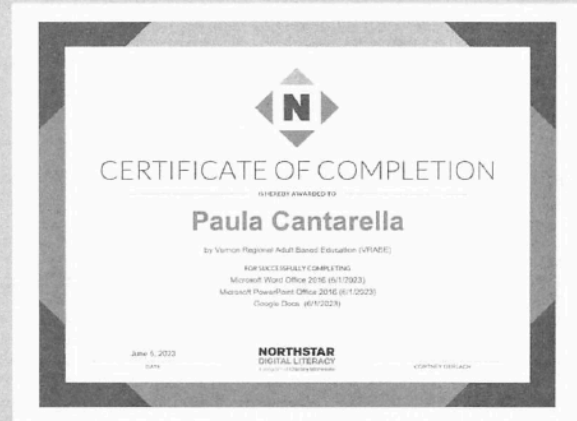 N
CERTIFICATE OF COMPLETION
IS HEREBY AWARDED TO
Paula Cantarella
by Vernon Regional Adult Based Education (VRABE)
FOR SUCCESSFULLY COMPLETING
Microsoft Word Office 2016 (6/1/2023)
Microsoft PowerPoint Office 2016 (6/1/2023)
Google Docs (6/1/2023)
June 5, 2023
DATE
NORTHSTAR
DIGITAL LITERACY